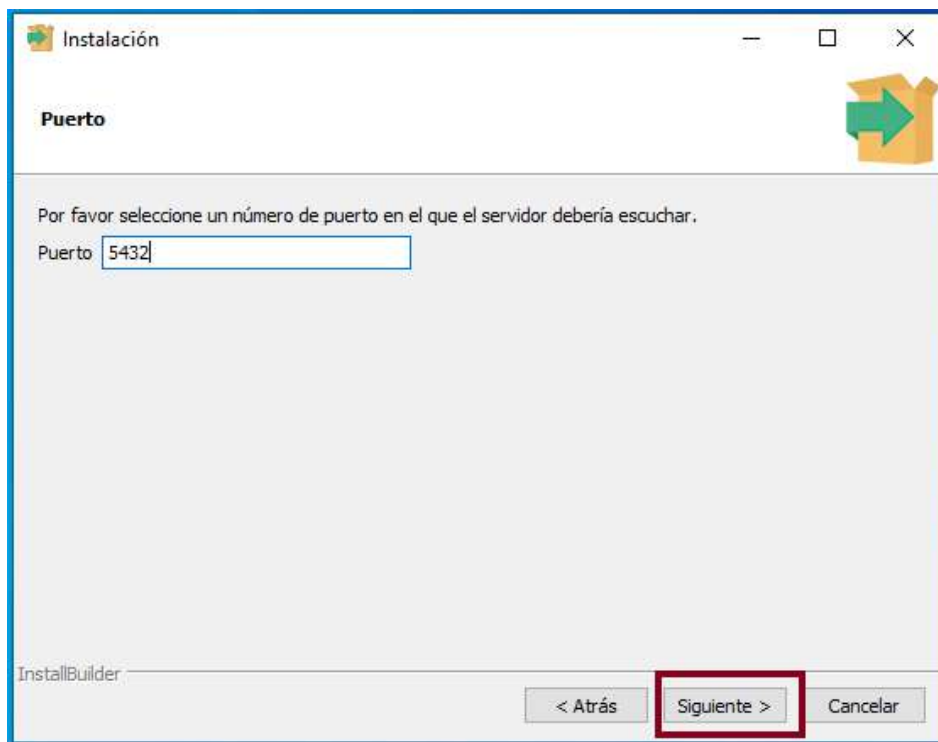 Instalación
Puerto
Por favor seleccione un número de puerto en el que el servidor debería escuchar.
Puerto 5432
InstallBuilder
< Atrás Siguiente > Cancelar